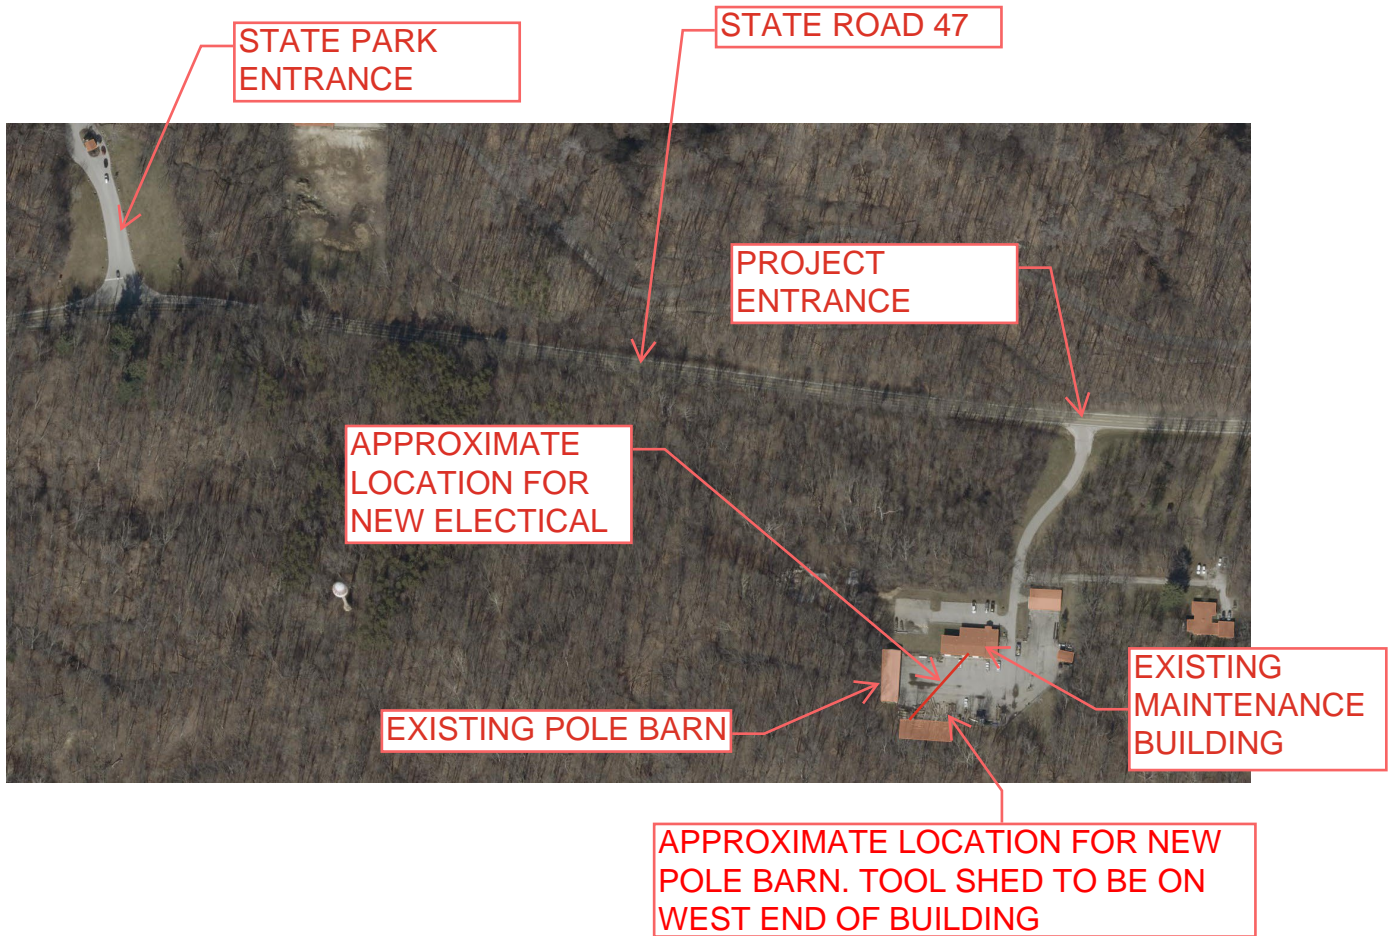 STATE PARK
ENTRANCE
STATE ROAD 47
PROJECT
ENTRANCE
APPROXIMATE
LOCATION FOR
NEW ELECTICAL
EXISTING POLE BARN
EXISTING
MAINTENANCE
BUILDING
APPROXIMATE LOCATION FOR NEW
POLE BARN. TOOL SHED TO BE ON
WEST END OF BUILDING